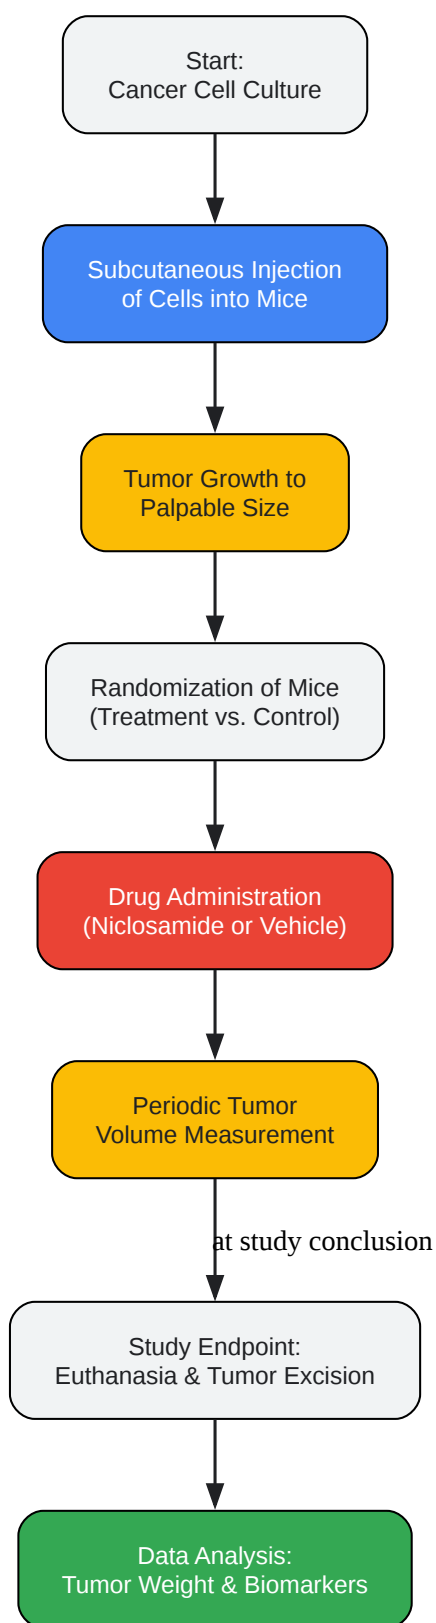 Start:
Cancer Cell Culture
Subcutaneous Injection
of Cells into Mice
Tumor Growth to
Palpable Size
Randomization of Mice
(Treatment vs. Control)
Drug Administration
(Niclosamide or Vehicle)
Periodic Tumor
Volume Measurement
at study conclusion
Study Endpoint:
Euthanasia & Tumor Excision
Data Analysis:
Tumor Weight & Biomarkers